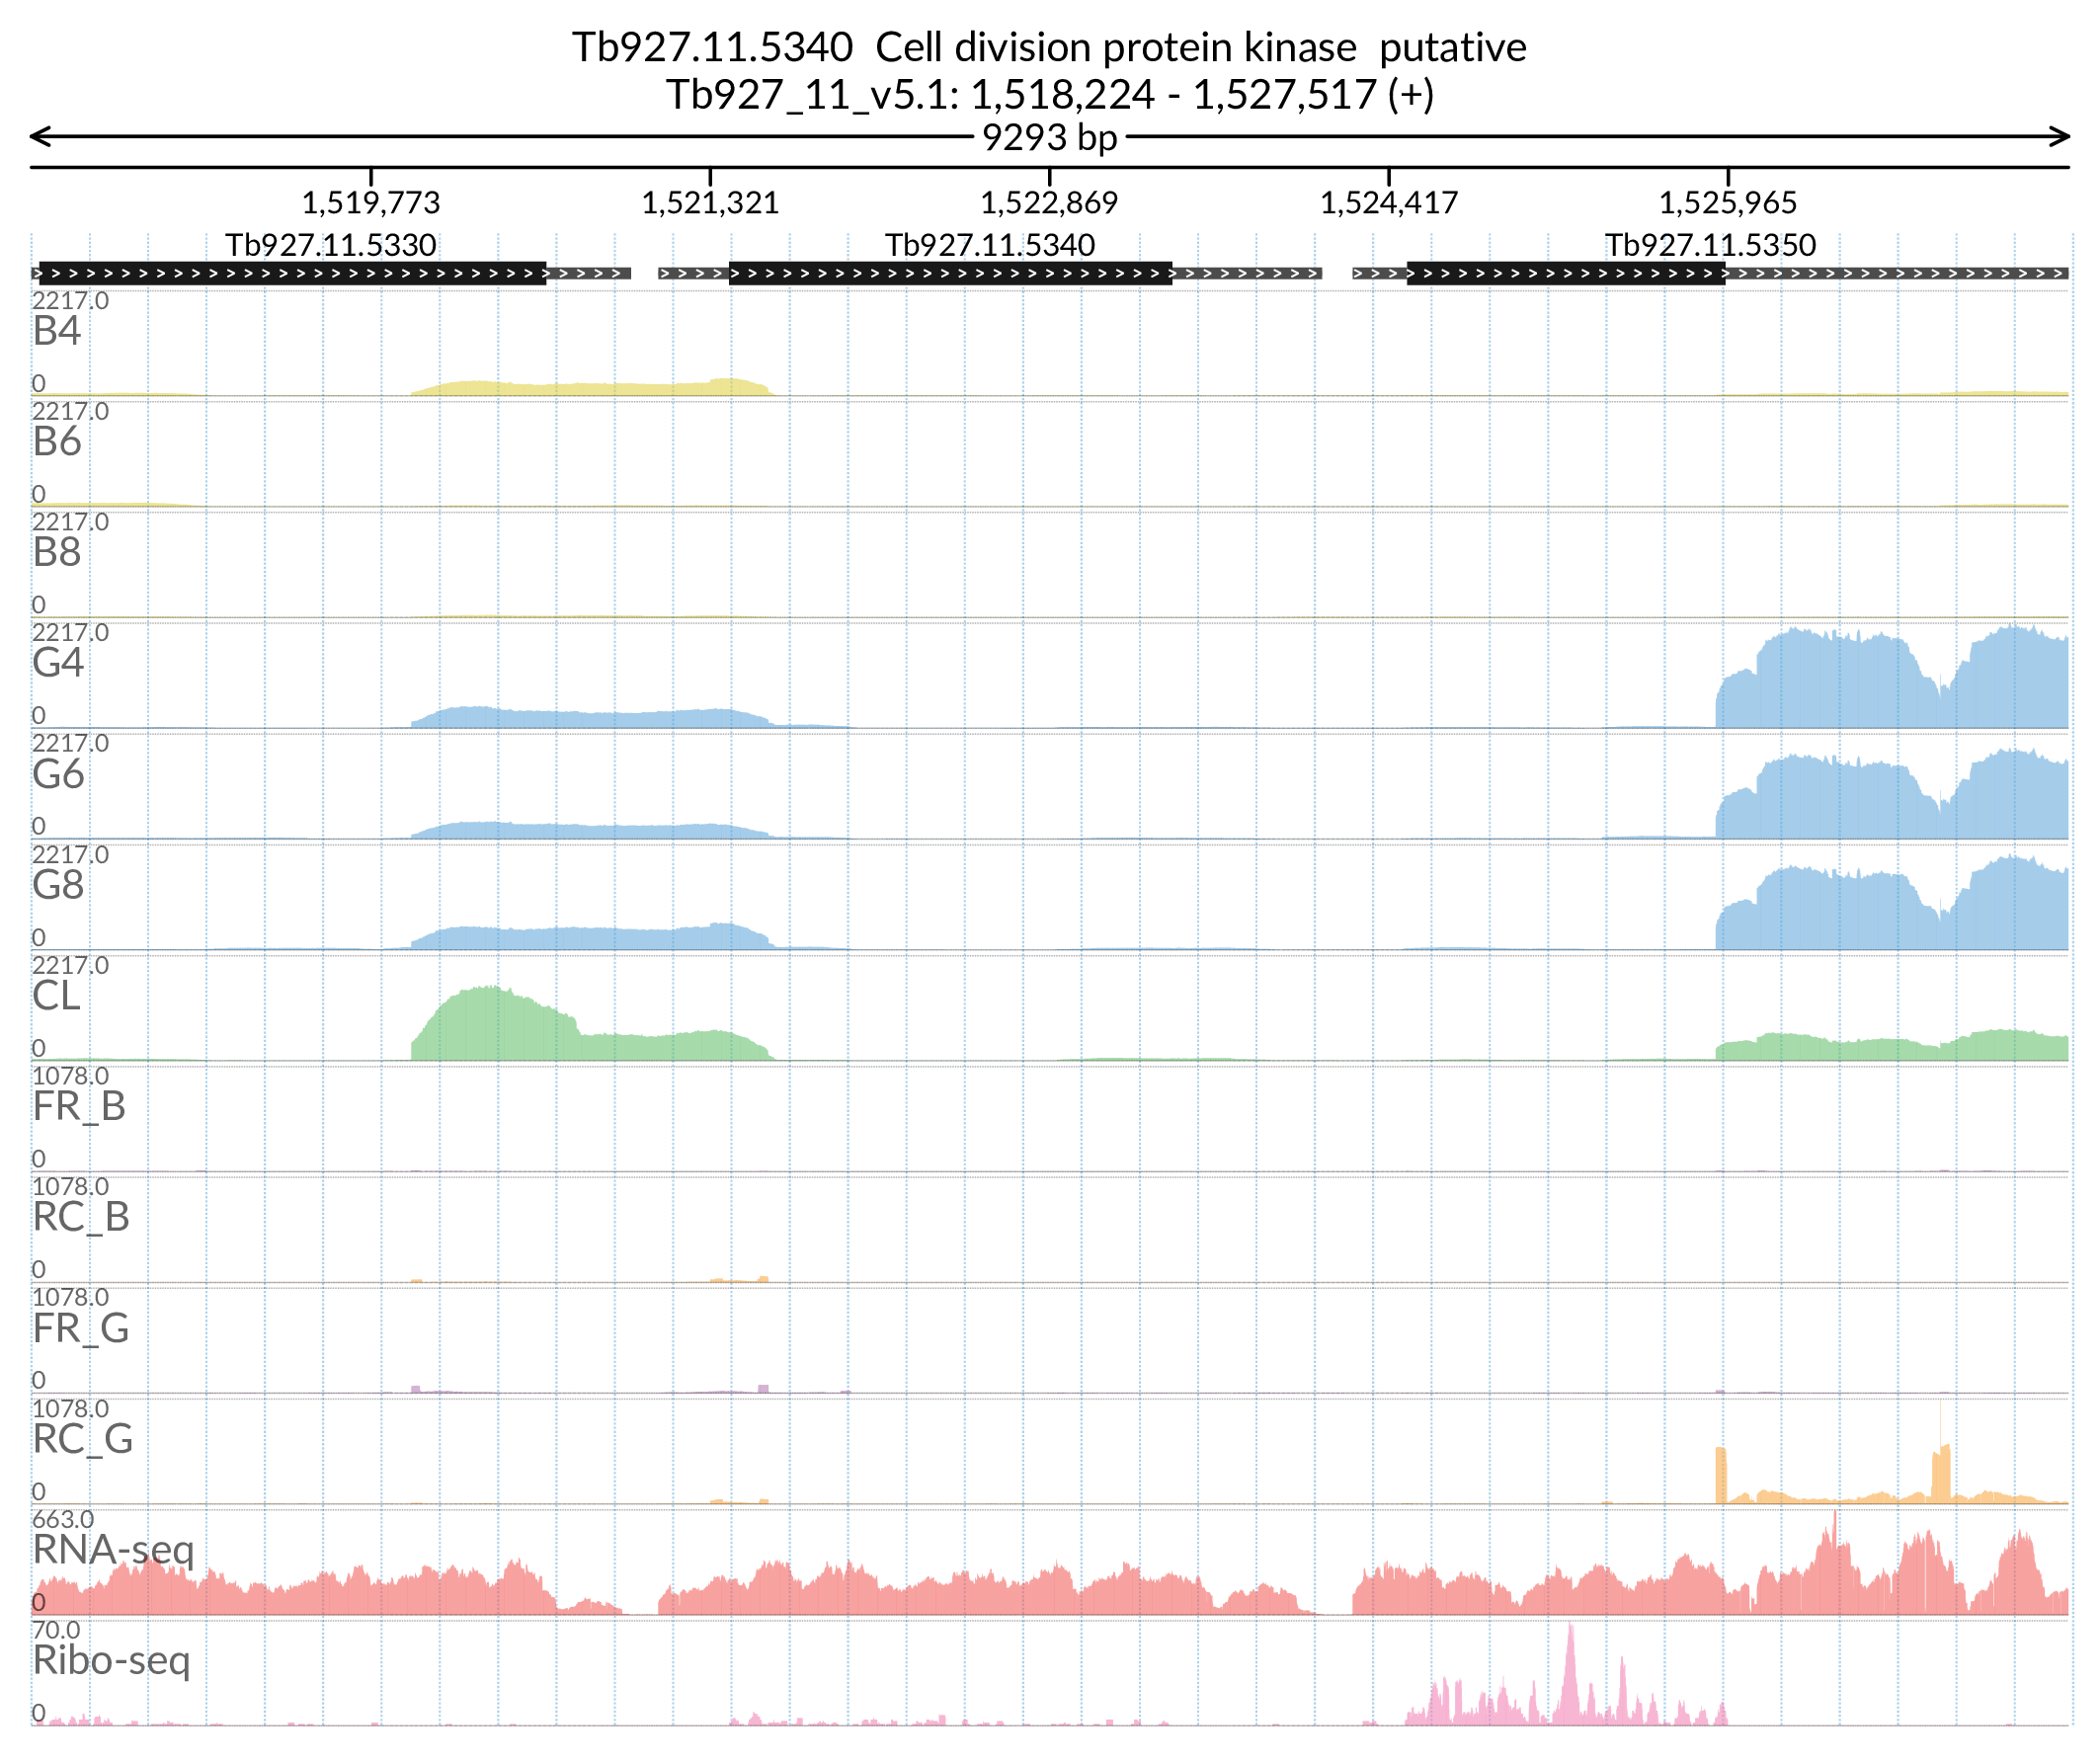 Tb927.11.5340  Cell division protein kinase  putative
Tb927_11_v5.1: 1,518,224 - 1,527,517 (+)
9293 bp
1,519,773 1,521,321 1,522,869 1,524,417 1,525,965
Tb927.11.5330 Tb927.11.5340 Tb927.11.5350
2217.0
B4
0
2217.0
B6
0
2217.0
B8
0
2217.0
G4
0
2217.0
G6
0
2217.0
G8
0
2217.0
CL
0
1078.0
FR_B
0
1078.0
RC_B
0
1078.0
FR_G
0
1078.0
RC_G
0
663.0
RNA-seq
0
70.0
Ribo-seq
0